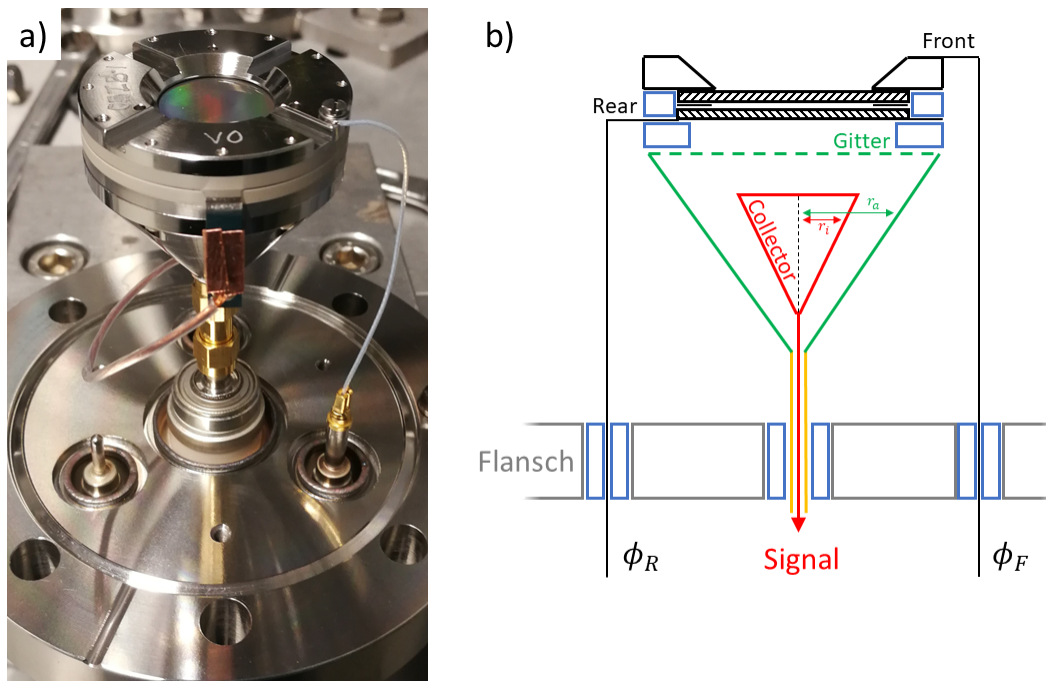 a)
VO
b)
Front
Rear
Gitter
Collector
r_a
r_i
Flansch
ϕ_R
Signal
ϕ_F